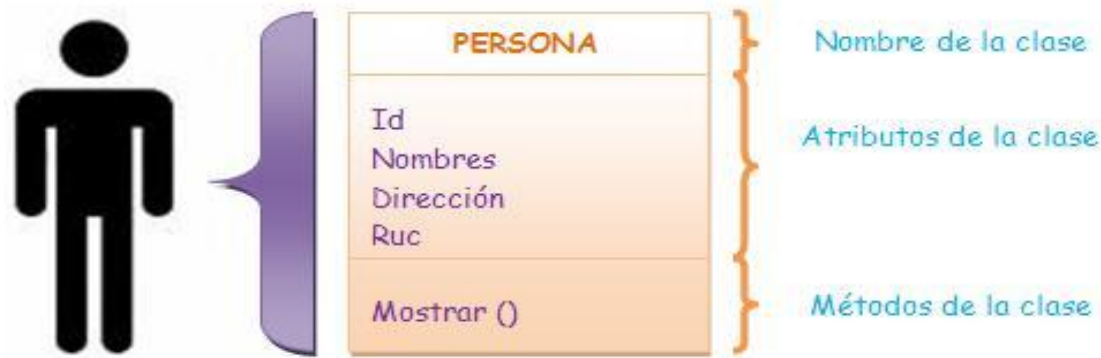 PERSONA
Nombre de la clase
Id
Nombres
Dirección
Ruc
Atributos de la clase
Mostrar ()
Métodos de la clase